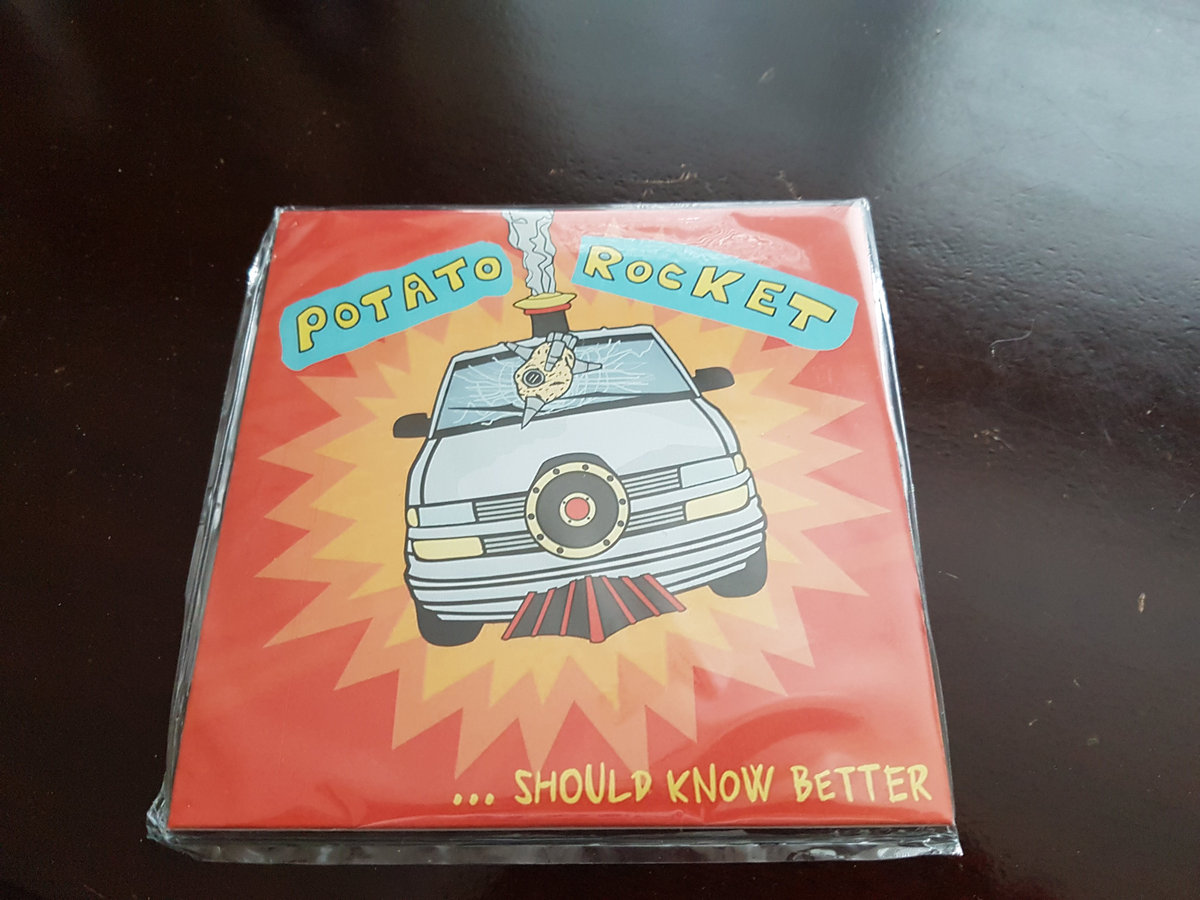 POTATO ROCKET
... SHOULD KNOW BETTER